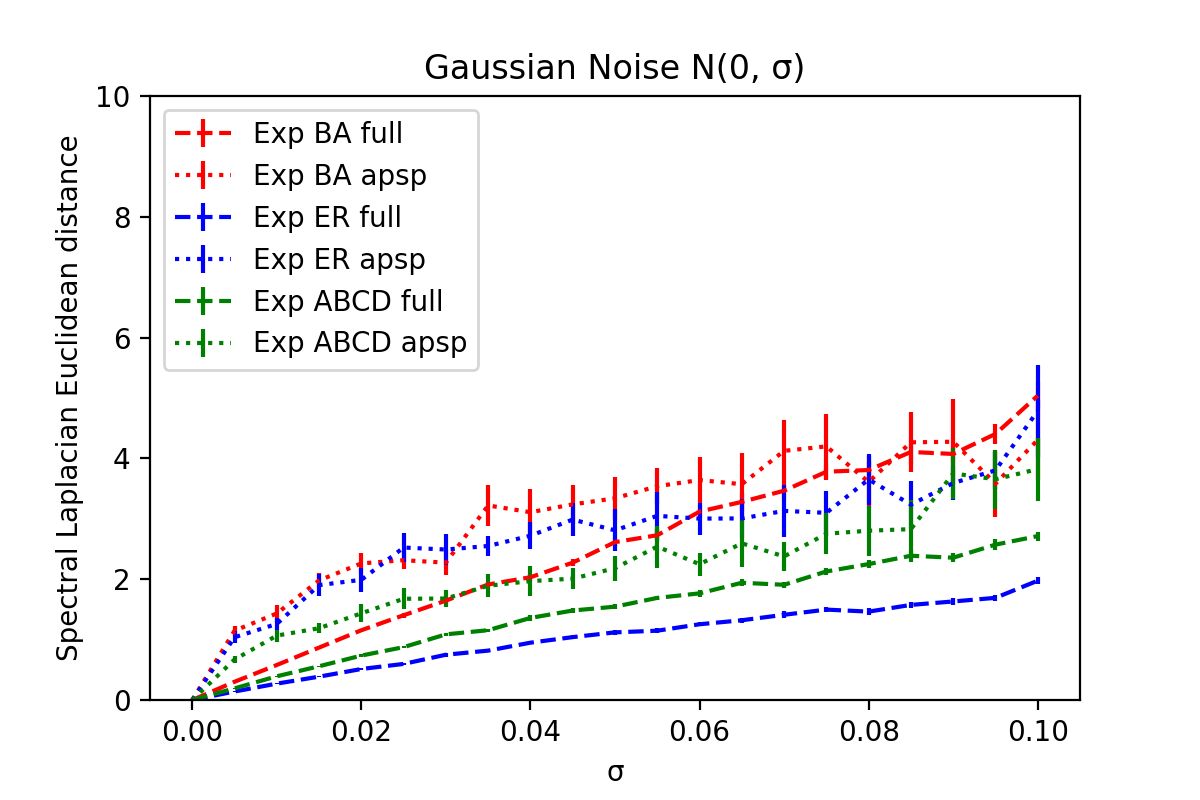 Gaussian Noise N(0, σ)
Spectral Laplacian Euclidean distance
10
8
6
4
2
0
Exp BA full
Exp BA apsp
Exp ER full
Exp ER apsp
Exp ABCD full
Exp ABCD apsp
0.00 0.02 0.04 0.06 0.08 0.10
σ